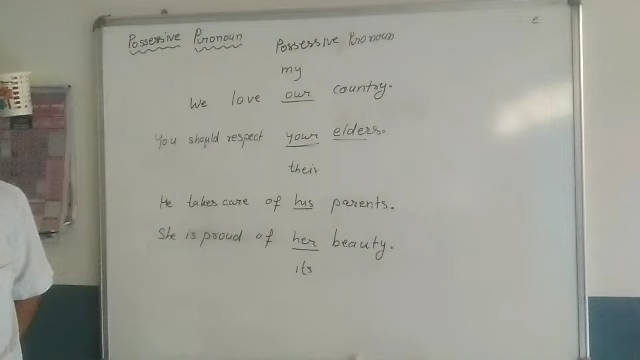 Possessive Pronoun
Possessive Pronoun
my
We love our country.
You should respect your elders.
their
He takes care of his parents.
She is proud of her beauty.
its